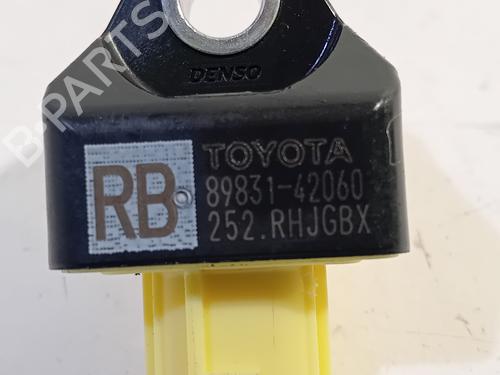 DENSO
RB
TOYOTA
89831-42060
252.RHJGBX
B-PARTS